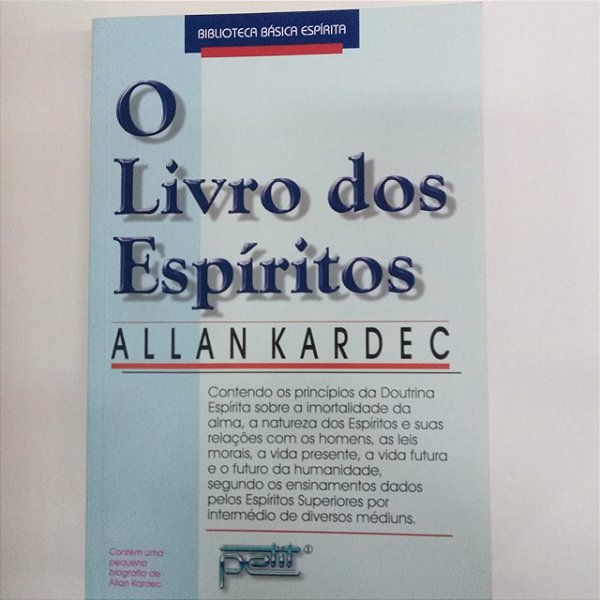 BIBLIOTECA BÁSICA ESPÍRITA
O
Livro dos
Espíritos
ALLAN KARDEC
Contendo os princípios da Doutrina
Espírita sobre a imortalidade da
alma, a natureza dos Espíritos e suas
relações com os homens, as leis
morais, a vida presente, a vida futura
e o futuro da humanidade,
segundo os ensinamentos dados
pelos Espíritos Superiores por
intermédio de diversos médiuns.
Contém uma
pequena
biografia de
Allan Kardec.
petit